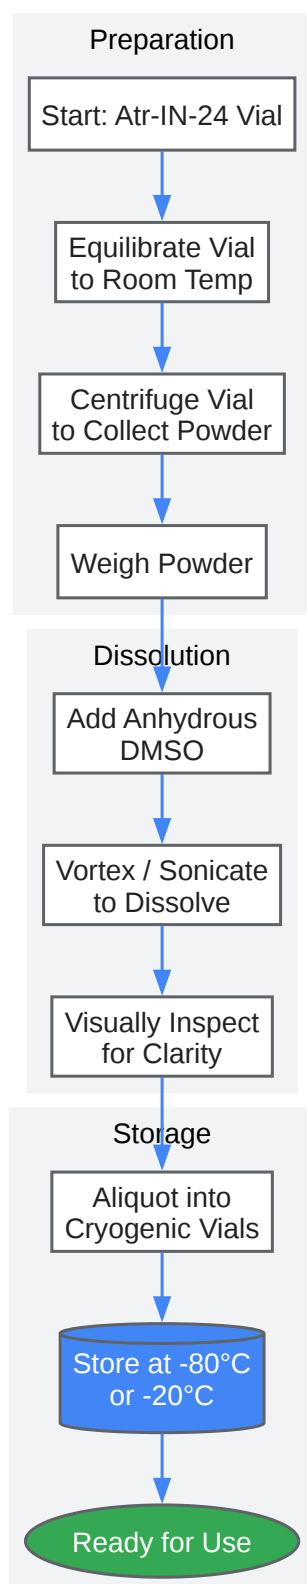 Preparation
Start: Atr-IN-24 Vial
Equilibrate Vial
to Room Temp
Centrifuge Vial
to Collect Powder
Weigh Powder
Dissolution
Add Anhydrous
DMSO
Vortex / Sonicate
to Dissolve
Visually Inspect
for Clarity
Storage
Aliquot into
Cryogenic Vials
Store at -80°C
or -20°C
Ready for Use